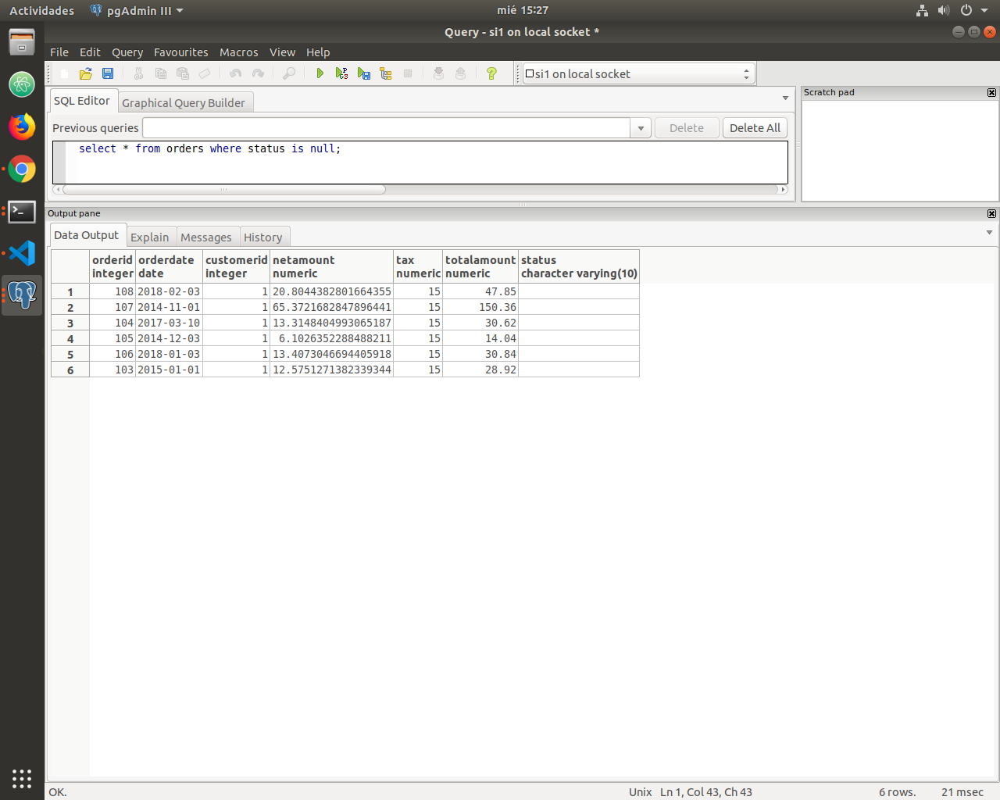 Actividades pgAdmin III mié 15:27
Query - si1 on local socket *
File Edit Query Favourites Macros View Help
si1 on local socket
SQL Editor Graphical Query Builder
Scratch pad
Previous queries Delete Delete All
select * from orders where status is null;
Output pane
Data Output Explain Messages History
orderid orderdate customerid netamount tax totalamount status
integer date integer numeric numeric numeric character varying(10)
1 108 2018-02-03 1 20.8044382801664355 15 47.85
2 107 2014-11-01 1 65.3721682847896441 15 150.36
3 104 2017-03-10 1 13.3148404993065187 15 30.62
4 105 2014-12-03 1 6.1026352288488211 15 14.04
5 106 2018-01-03 1 13.4073046694405918 15 30.84
6 103 2015-01-01 1 12.5751271382339344 15 28.92
OK. Unix Ln 1, Col 43, Ch 43 6 rows. 21 msec